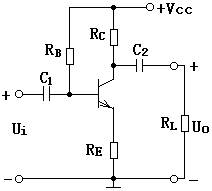 +VCC
RC
RB
C2
C1
+
+
Ui
RL
UO
RE
−
−